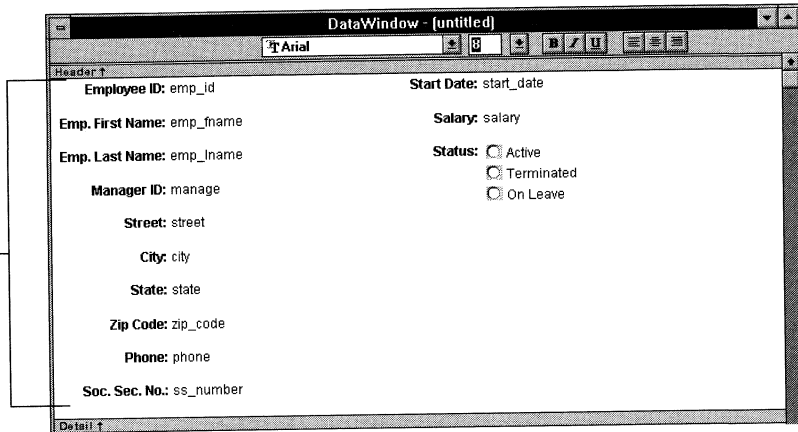 DataWindow - (untitled)
Arial 8 B I U
Header ↑
Employee ID: emp_id
Emp. First Name: emp_fname
Emp. Last Name: emp_lname
Manager ID: manage
Street: street
City: city
State: state
Zip Code: zip_code
Phone: phone
Soc. Sec. No.: ss_number
Start Date: start_date
Salary: salary
Status: Active
Terminated
On Leave
Detail ↑